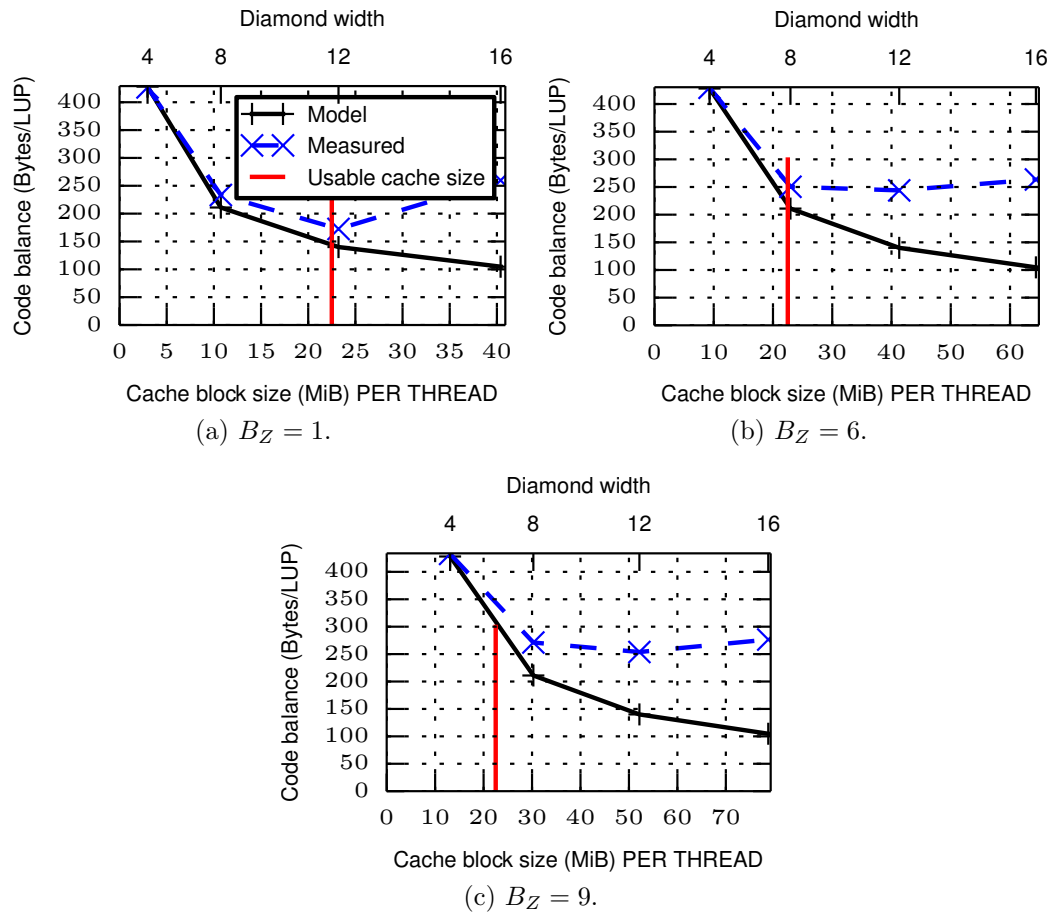 Diamond width
4 8 12 16
Code balance (Bytes/LUP)
400
350
300
250
200
150
100
50
0
Model
Measured
Usable cache size
0 5 10 15 20 25 30 35 40
Cache block size (MiB) PER THREAD
(a) B_Z = 1.
Diamond width
4 8 12 16
Code balance (Bytes/LUP)
400
350
300
250
200
150
100
50
0
0 10 20 30 40 50 60
Cache block size (MiB) PER THREAD
(b) B_Z = 6.
Diamond width
4 8 12 16
Code balance (Bytes/LUP)
400
350
300
250
200
150
100
50
0
0 10 20 30 40 50 60 70
Cache block size (MiB) PER THREAD
(c) B_Z = 9.